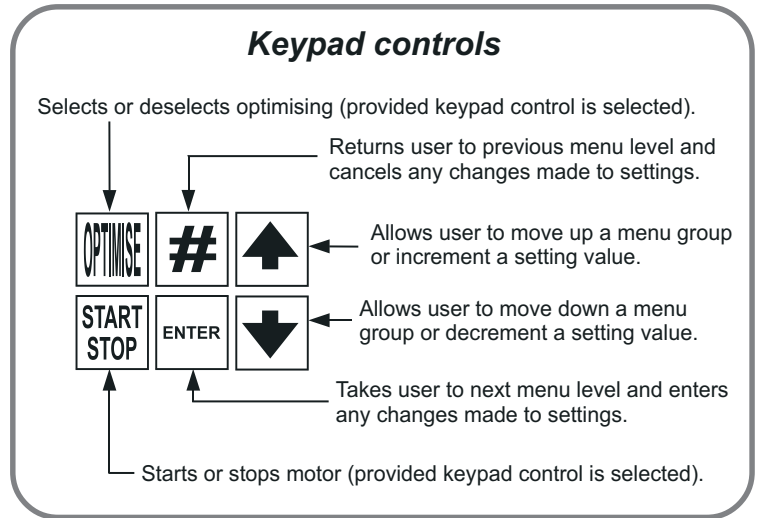 Keypad controls
Selects or deselects optimising (provided keypad control is selected).
Returns user to previous menu level and
cancels any changes made to settings.
OPTIMISE
#
Allows user to move up a menu group
or increment a setting value.
START
STOP
ENTER
Allows user to move down a menu
group or decrement a setting value.
Takes user to next menu level and enters
any changes made to settings.
Starts or stops motor (provided keypad control is selected).